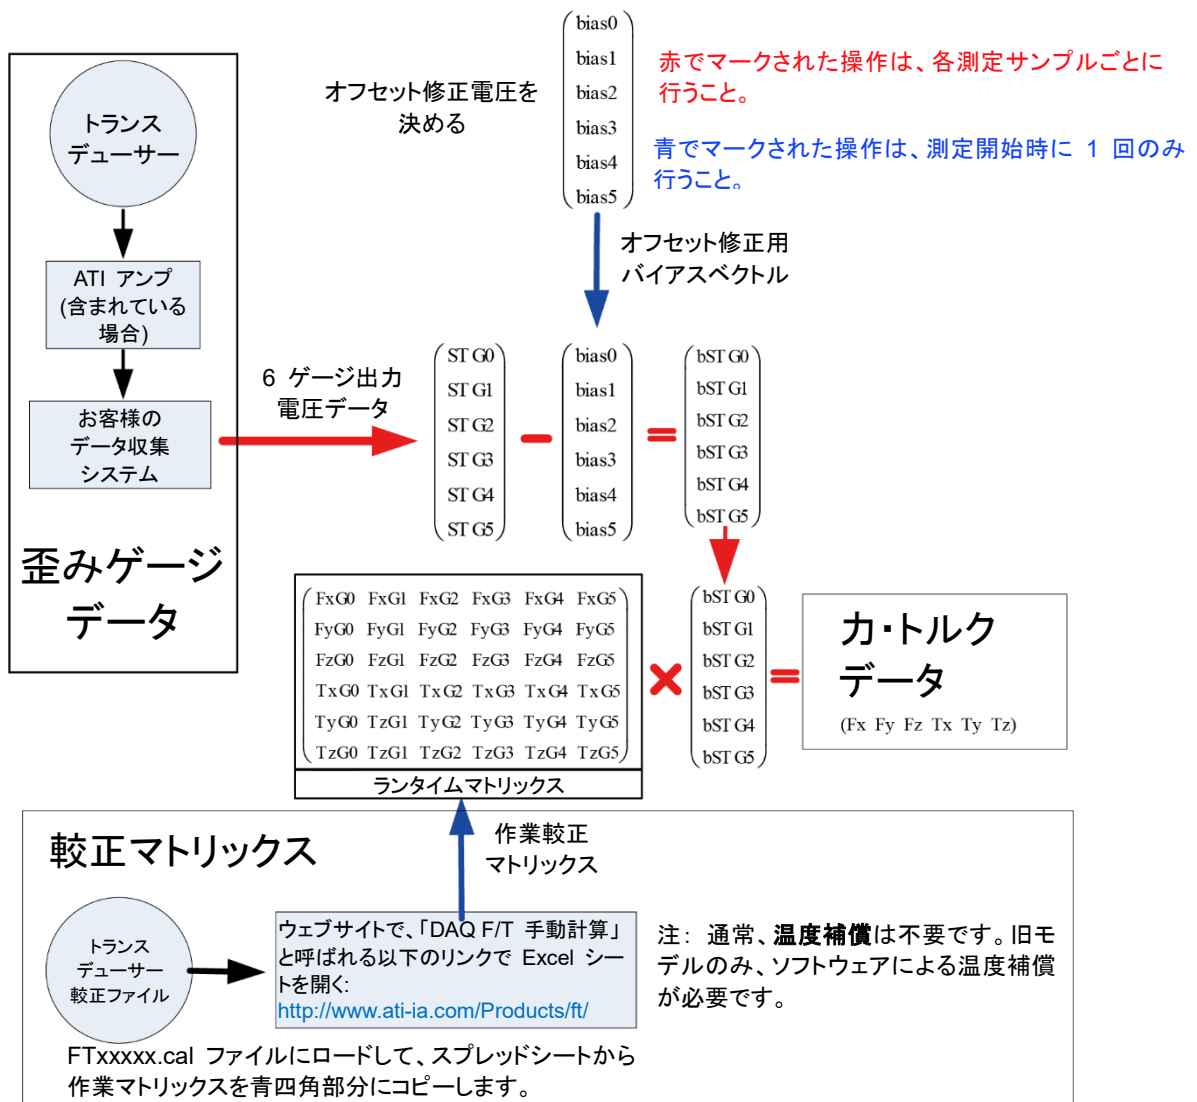 トランス
デューサー
ATI アンプ
(含まれている
場合)
お客様の
データ収集
システム
歪みゲージ
データ
オフセット修正電圧を
決める
bias0
bias1
bias2
bias3
bias4
bias5
赤でマークされた操作は、各測定サンプルごとに
行うこと。
青でマークされた操作は、測定開始時に 1 回のみ
行うこと。
オフセット修正用
バイアスベクトル
6 ゲージ出力
電圧データ
ST G0
ST G1
ST G2
ST G3
ST G4
ST G5
−
bias0
bias1
bias2
bias3
bias4
bias5
=
bST G0
bST G1
bST G2
bST G3
bST G4
bST G5
FxG0 FxG1 FxG2 FxG3 FxG4 FxG5
FyG0 FyG1 FyG2 FyG3 FyG4 FyG5
FzG0 FzG1 FzG2 FzG3 FzG4 FzG5
TxG0 TxG1 TxG2 TxG3 TxG4 TxG5
TyG0 TzG1 TyG2 TyG3 TyG4 TyG5
TzG0 TzG1 TzG2 TzG3 TzG4 TzG5
ランタイムマトリックス
×
bST G0
bST G1
bST G2
bST G3
bST G4
bST G5
=
力・トルク
データ
(Fx Fy Fz Tx Ty Tz)
較正マトリックス
作業較正
マトリックス
トランス
デューサー
較正ファイル
ウェブサイトで、「DAQ F/T 手動計算」
と呼ばれる以下のリンクで Excel シー
トを開く:
http://www.ati-ia.com/Products/ft/
注: 通常、温度補償は不要です。旧モ
デルのみ、ソフトウェアによる温度補償
が必要です。
FTxxxxx.cal ファイルにロードして、スプレッドシートから
作業マトリックスを青四角部分にコピーします。